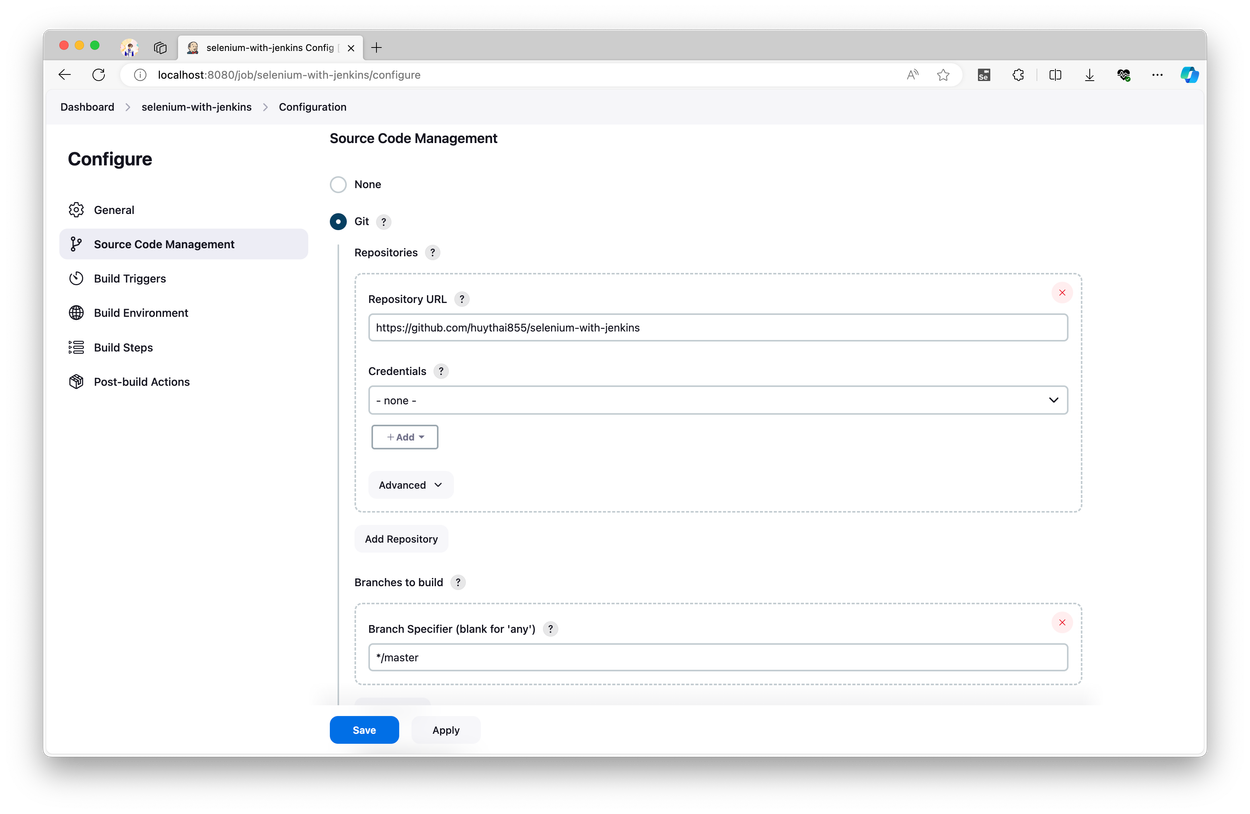 selenium-with-jenkins Config
localhost:8080/job/selenium-with-jenkins/configure
Dashboard > selenium-with-jenkins > Configuration
Configure
General
Source Code Management
Build Triggers
Build Environment
Build Steps
Post-build Actions
Source Code Management
None
Git ?
Repositories ?
Repository URL ?
https://github.com/huythai855/selenium-with-jenkins
Credentials ?
- none -
+ Add
Advanced
Add Repository
Branches to build ?
Branch Specifier (blank for 'any') ?
*/master
Save Apply